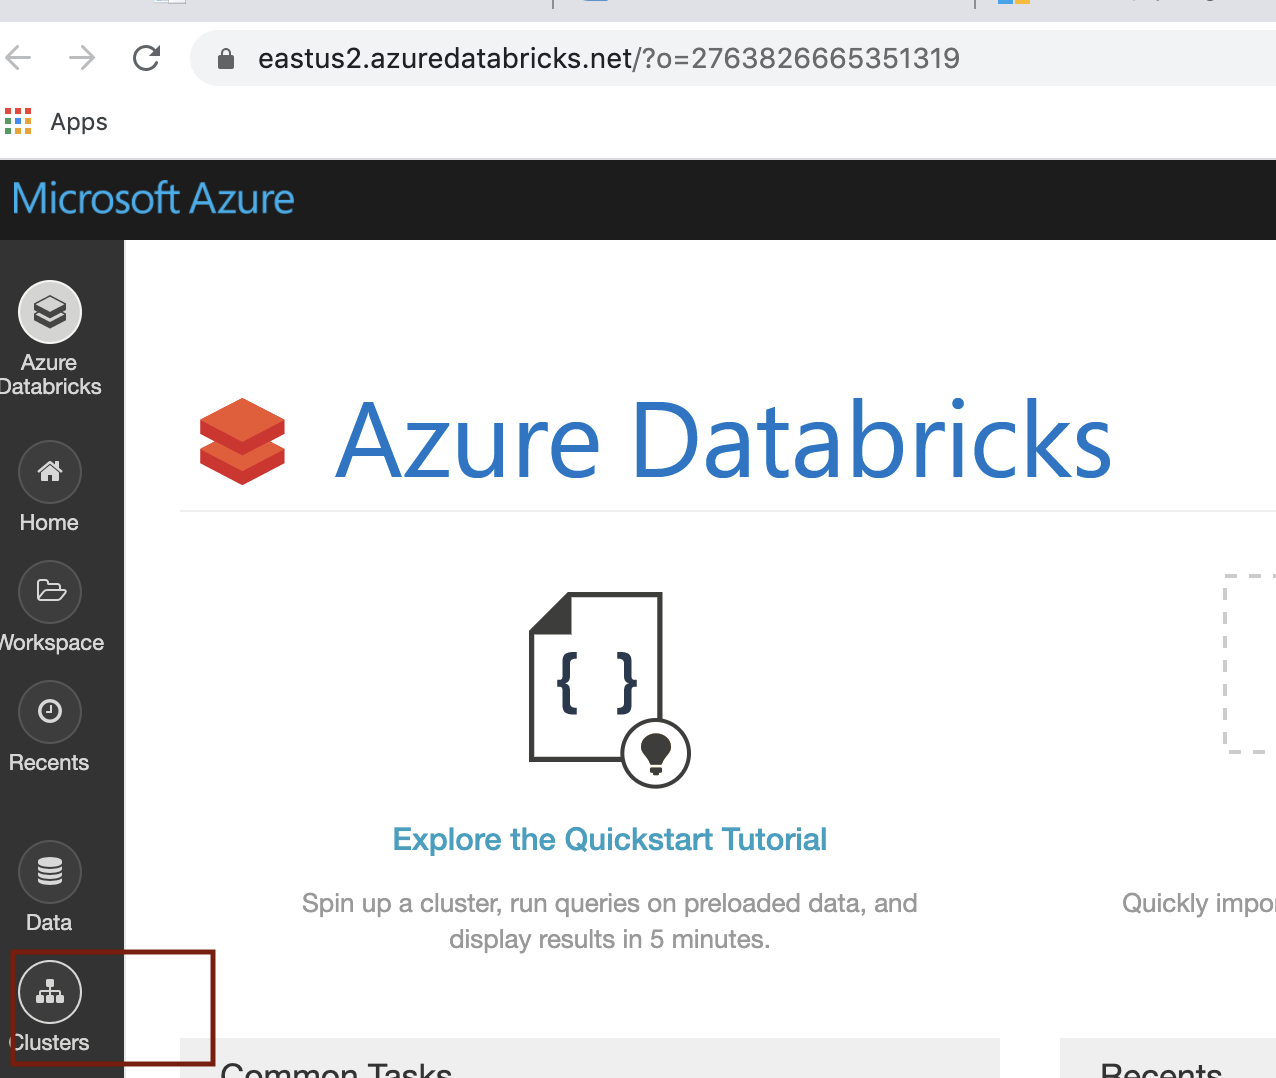 eastus2.azuredatabricks.net/?o=2763826665351319
Apps
Microsoft Azure
Azure
Databricks
Home
Workspace
Recents
Data
Clusters
Azure Databricks
{ }
Explore the Quickstart Tutorial
Spin up a cluster, run queries on preloaded data, and
display results in 5 minutes.
Quickly impo
Common Tasks
Recents